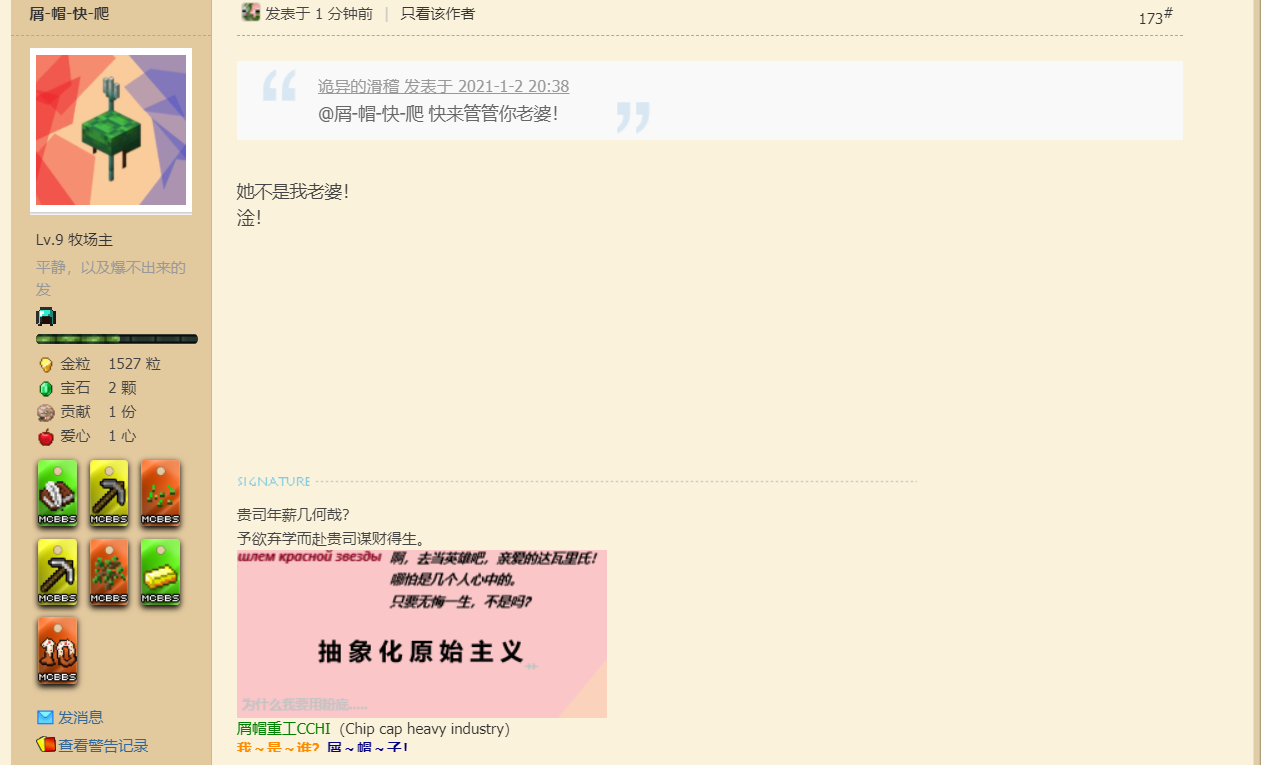 屑-帽-快-爬
发表于 1 分钟前 | 只看该作者
173#
诡异的滑稽 发表于 2021-1-2 20:38
@屑-帽-快-爬 快来管管你老婆！
她不是我老婆！
淦！
Lv.9 牧场主
平静，以及爆不出来的
发
金粒 1527 粒
宝石 2 颗
贡献 1 份
爱心 1 心
MCBBS MCBBS MCBBS
MCBBS MCBBS MCBBS
10
MCBBS
发消息
查看警告记录
SIGNATURE
贵司年薪几何哉？
予欲弃学而赴贵司谋财得生。
шлем красной звезды 啊，去当英雄吧，亲爱的达瓦里氏！
哪怕是几个人心中的。
只要无悔一生，不是吗？
抽象化原始主义
为什么我要用粉底.....
屑帽重工CCHI（Chip cap heavy industry）
我~是~谁？屑~帽~子！